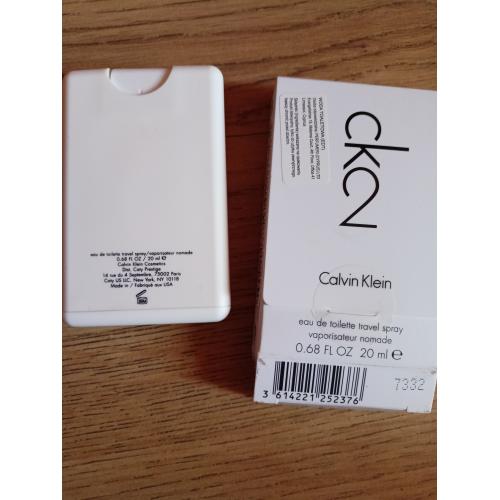 eau de toilette travel spray/vaporisateur nomade
0.68 FL OZ / 20 ml ℮
Calvin Klein Cosmetics
Dist. Coty Prestige
14 rue du 4 Septembre, 75002 Paris
Coty US LLC, New York, NY 10118
Made in / Fabriqué aux USA
WODA TOALETOWA (EDT)
ck2
Calvin Klein
eau de toilette travel spray
vaporisateur nomade
0.68 FL OZ 20 ml ℮
7332
3 614221 252376